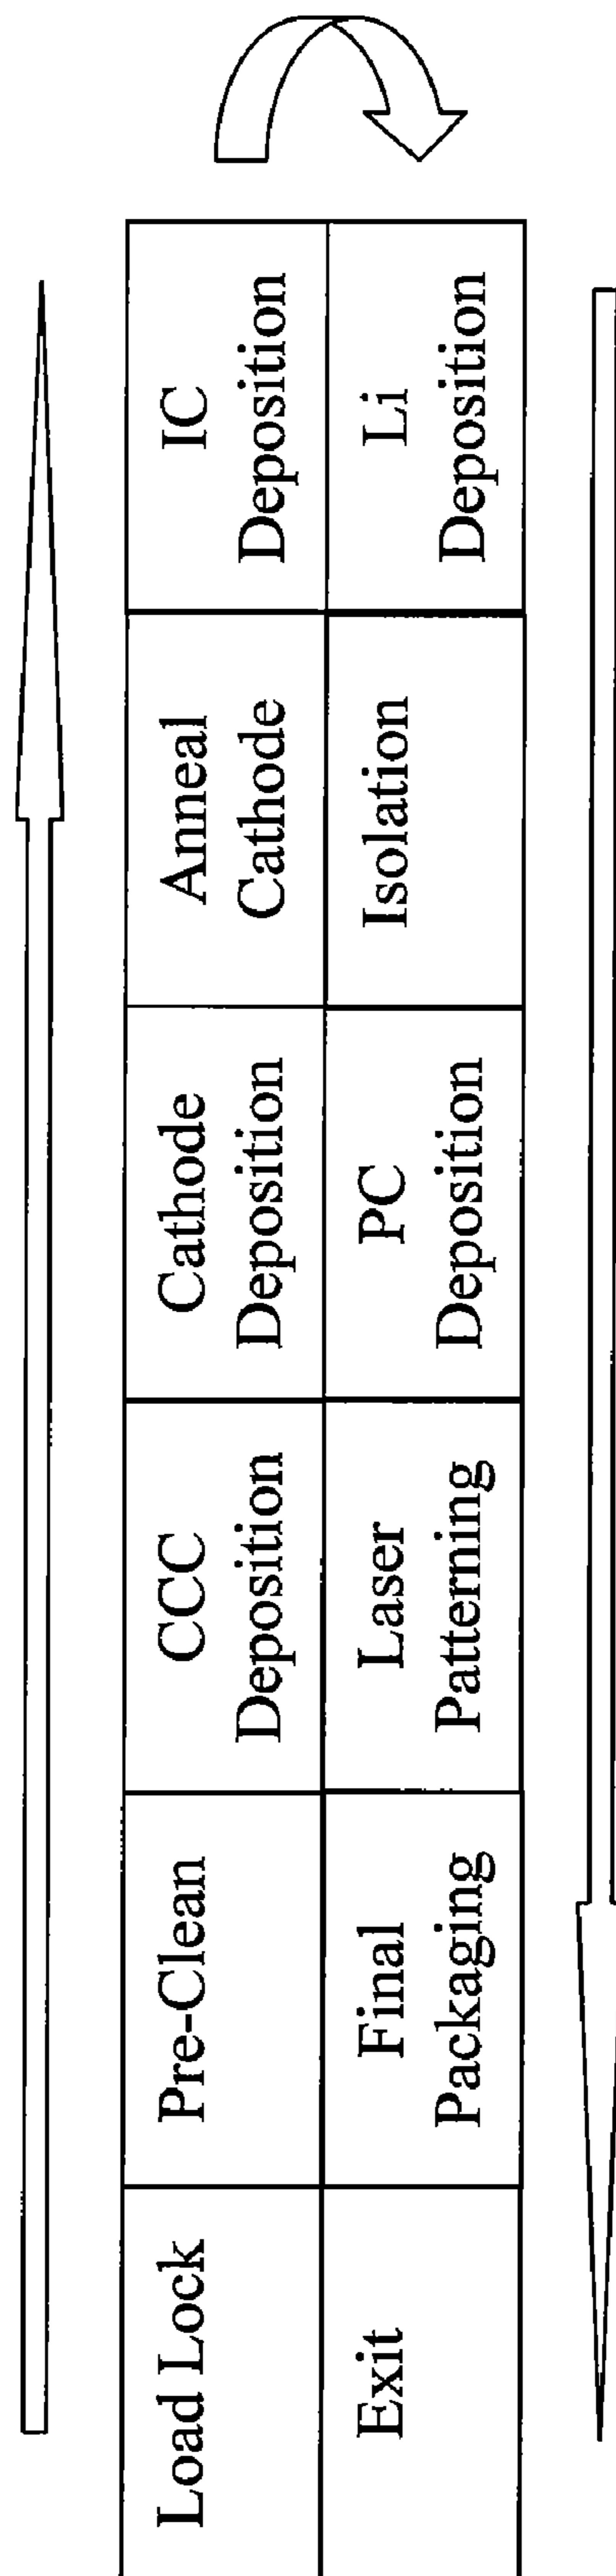 Load Lock
Pre-Clean
CCC
Deposition
Cathode
Deposition
Anneal
Cathode
IC
Deposition
Exit
Final
Packaging
Laser
Patterning
PC
Deposition
Isolation
Li
Deposition